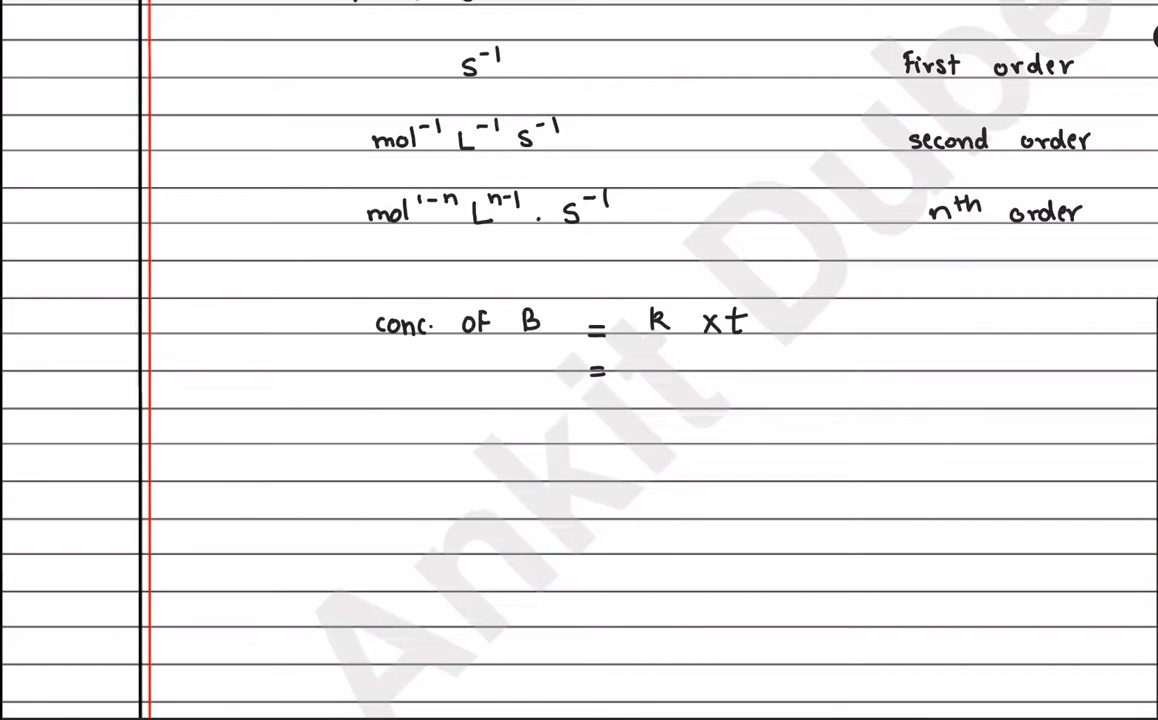 s⁻¹ First order
mol⁻¹ L⁻¹ s⁻¹ second order
mol¹⁻ⁿ Lⁿ⁻¹ . s⁻¹ nᵗʰ order
conc. of B = k x t
=
Ankit Dube